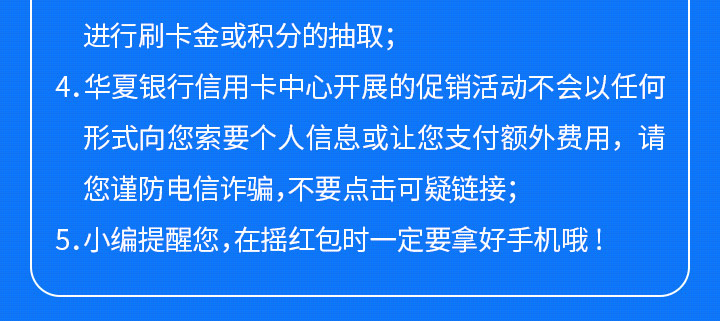 进行刷卡金或积分的抽取；
4.华夏银行信用卡中心开展的促销活动不会以任何
形式向您索要个人信息或让您支付额外费用，请
您谨防电信诈骗，不要点击可疑链接；
5.小编提醒您，在摇红包时一定要拿好手机哦！